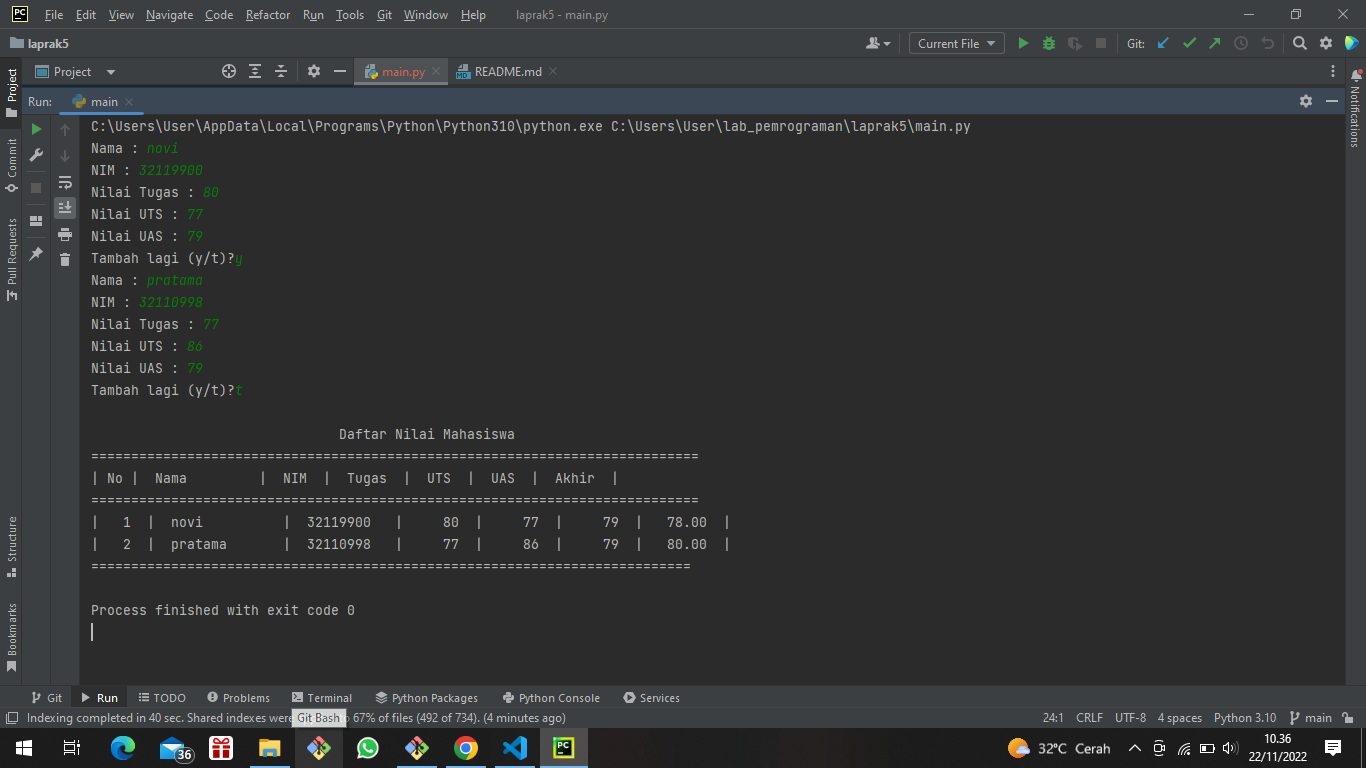 PC File Edit View Navigate Code Refactor Run Tools Git Window Help laprak5 - main.py
laprak5 Current File Git:
Project main.py MD README.md
Run: main
Project
Commit
Pull Requests
Structure
Bookmarks
Notifications
C:\Users\User\AppData\Local\Programs\Python\Python310\python.exe C:\Users\User\lab_pemrograman\laprak5\main.py
Nama : novi
NIM : 32119900
Nilai Tugas : 80
Nilai UTS : 77
Nilai UAS : 79
Tambah lagi (y/t)?y
Nama : pratama
NIM : 32110998
Nilai Tugas : 77
Nilai UTS : 86
Nilai UAS : 79
Tambah lagi (y/t)?t
Daftar Nilai Mahasiswa
============================================================================
| No | Nama | NIM | Tugas | UTS | UAS | Akhir |
============================================================================
| 1 | novi | 32119900 | 80 | 77 | 79 | 78.00 |
| 2 | pratama | 32110998 | 77 | 86 | 79 | 80.00 |
===========================================================================
Process finished with exit code 0
Git Run TODO Problems Terminal Python Packages Python Console Services
Indexing completed in 40 sec. Shared indexes were Git Bash 67% of files (492 of 734). (4 minutes ago) 24:1 CRLF UTF-8 4 spaces Python 3.10 main
36 PC 32°C Cerah 10.36
22/11/2022